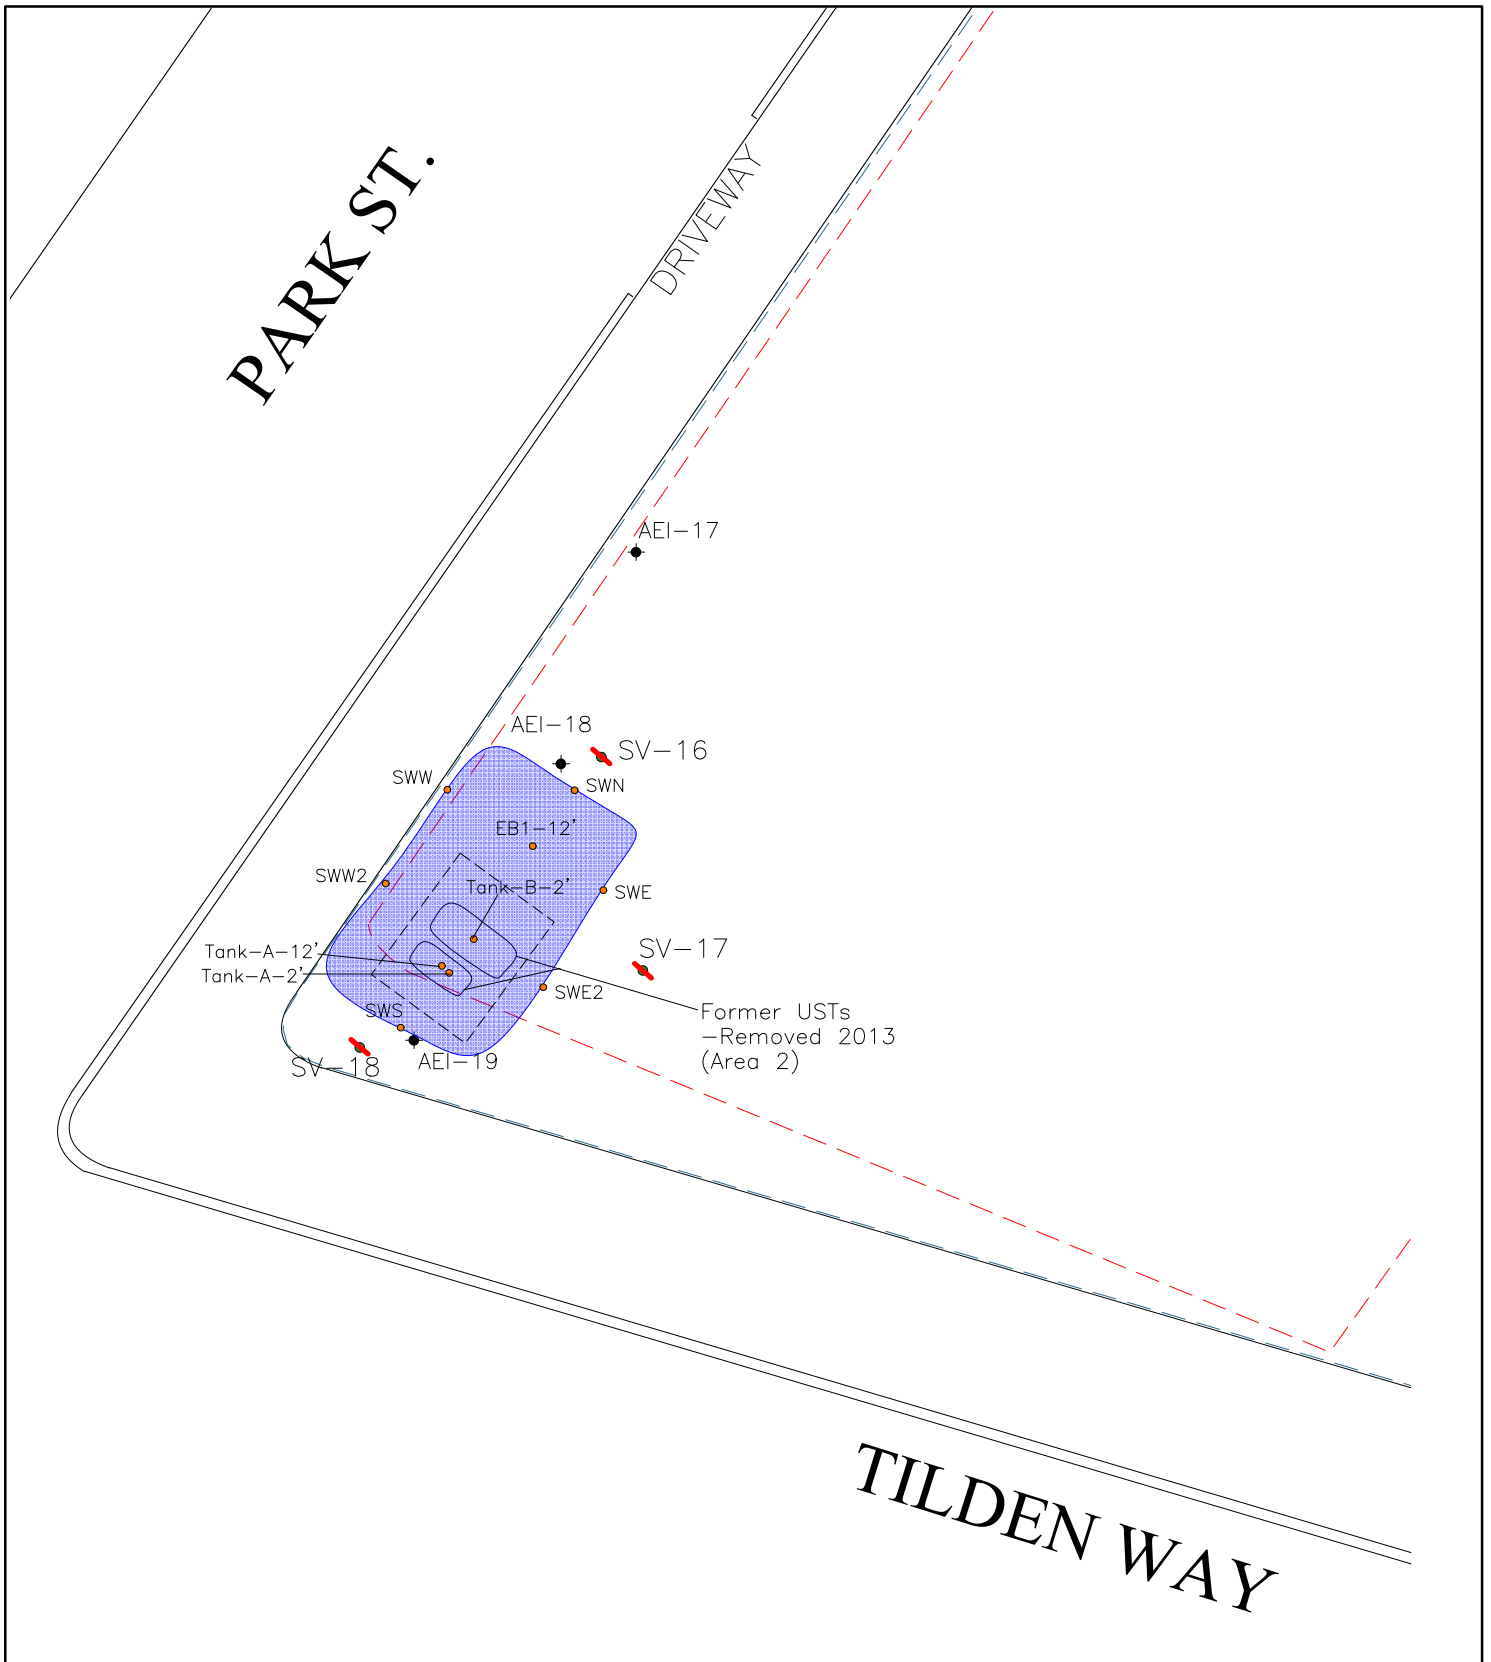 PARK ST.
DRIVEWAY
AEI-17
AEI-18
SV-16
SWW
SWN
EB1-12'
SWW2
Tank-B-2'
SWE
Tank-A-12'
SV-17
Tank-A-2'
SWE2
SWS
Former USTs
-Removed 2013
(Area 2)
SV-18
AEI-19
TILDEN WAY